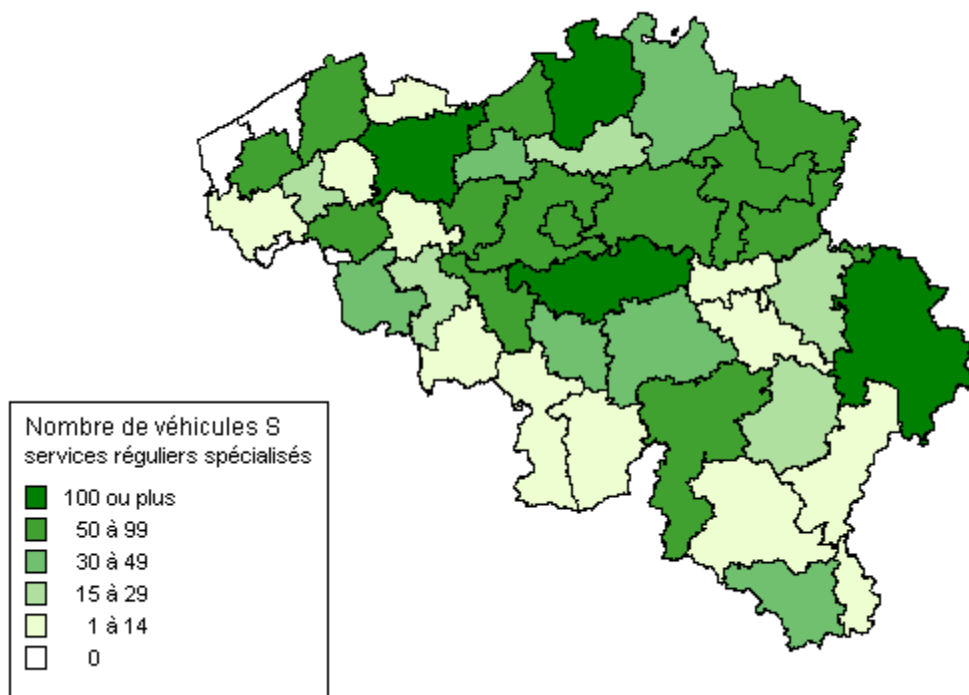 Nombre de véhicules S
services réguliers spécialisés
100 ou plus
50 à 99
30 à 49
15 à 29
1 à 14
0